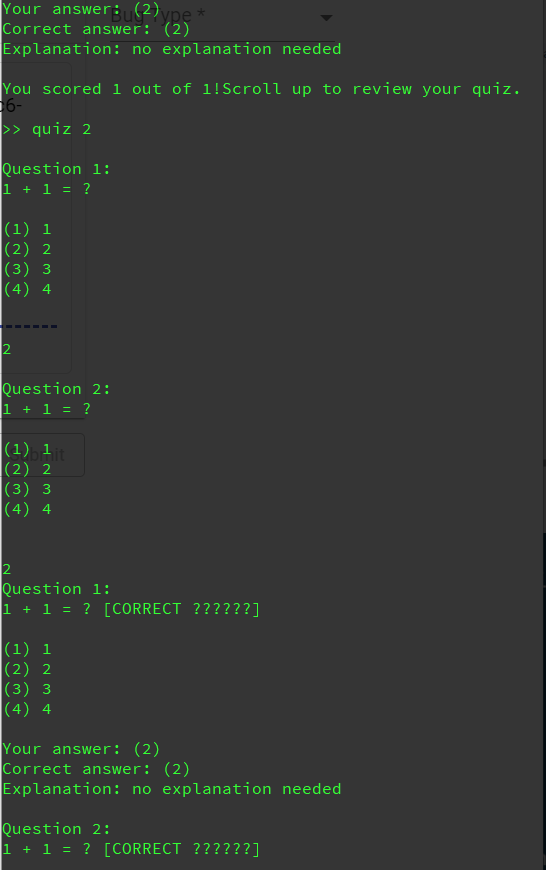 Your answer: (2)
Bug Type *
Correct answer: (2)
Explanation: no explanation needed
You scored 1 out of 1!Scroll up to review your quiz.
c6-
>> quiz 2
Question 1:
1 + 1 = ?
(1) 1
(2) 2
(3) 3
(4) 4
-------
2
Question 2:
1 + 1 = ?
(1) 1
(2) 2
(3) 3
(4) 4
2
Question 1:
1 + 1 = ? [CORRECT ??????]
(1) 1
(2) 2
(3) 3
(4) 4
Your answer: (2)
Correct answer: (2)
Explanation: no explanation needed
Question 2:
1 + 1 = ? [CORRECT ??????]